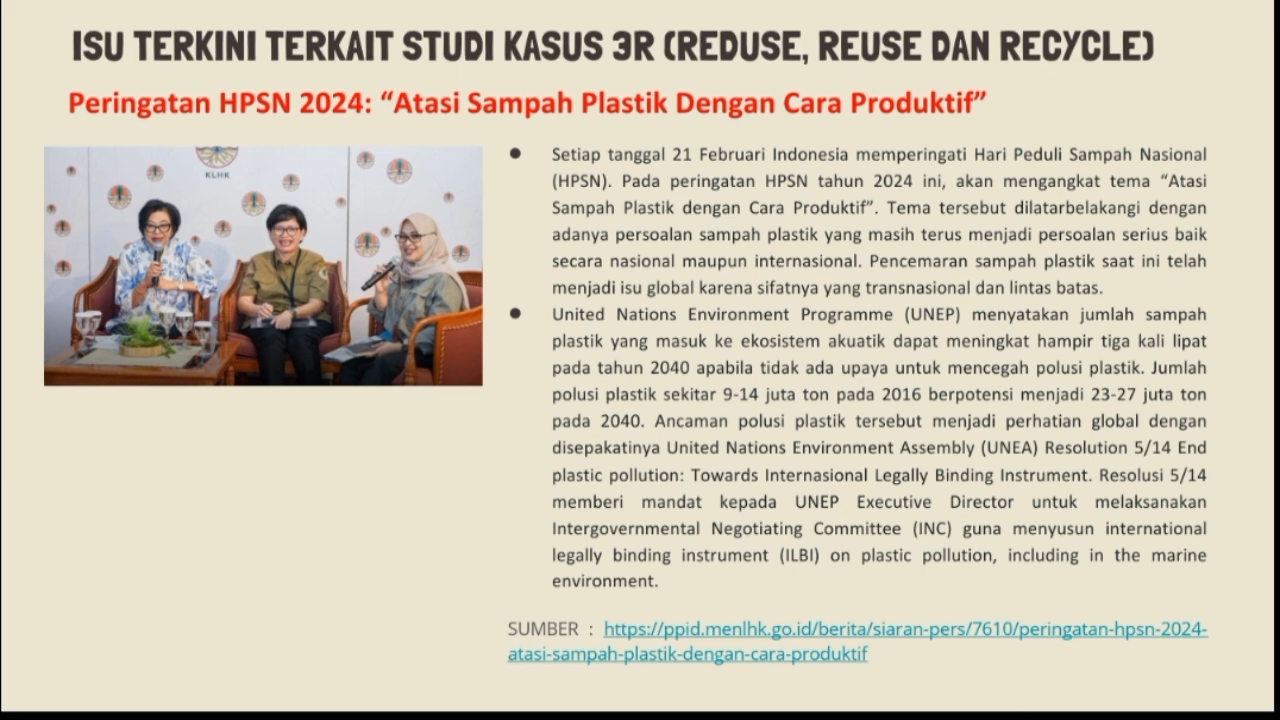 ISU TERKINI TERKAIT STUDI KASUS 3R (REDUSE, REUSE DAN RECYCLE)
Peringatan HPSN 2024: “Atasi Sampah Plastik Dengan Cara Produktif”
KLHK
● Setiap tanggal 21 Februari Indonesia memperingati Hari Peduli Sampah Nasional
(HPSN). Pada peringatan HPSN tahun 2024 ini, akan mengangkat tema “Atasi
Sampah Plastik dengan Cara Produktif”. Tema tersebut dilatarbelakangi dengan
adanya persoalan sampah plastik yang masih terus menjadi persoalan serius baik
secara nasional maupun internasional. Pencemaran sampah plastik saat ini telah
menjadi isu global karena sifatnya yang transnasional dan lintas batas.
● United Nations Environment Programme (UNEP) menyatakan jumlah sampah
plastik yang masuk ke ekosistem akuatik dapat meningkat hampir tiga kali lipat
pada tahun 2040 apabila tidak ada upaya untuk mencegah polusi plastik. Jumlah
polusi plastik sekitar 9-14 juta ton pada 2016 berpotensi menjadi 23-27 juta ton
pada 2040. Ancaman polusi plastik tersebut menjadi perhatian global dengan
disepakatinya United Nations Environment Assembly (UNEA) Resolution 5/14 End
plastic pollution: Towards Internasional Legally Binding Instrument. Resolusi 5/14
memberi mandat kepada UNEP Executive Director untuk melaksanakan
Intergovernmental Negotiating Committee (INC) guna menyusun international
legally binding instrument (ILBI) on plastic pollution, including in the marine
environment.
SUMBER : https://ppid.menlhk.go.id/berita/siaran-pers/7610/peringatan-hpsn-2024-
atasi-sampah-plastik-dengan-cara-produktif